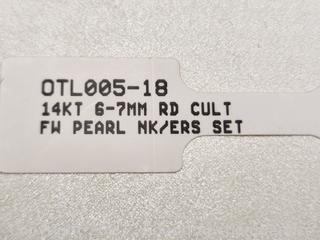 OTL005-18
14KT 6-7MM RD CULT
FW PEARL NK/ERS SET